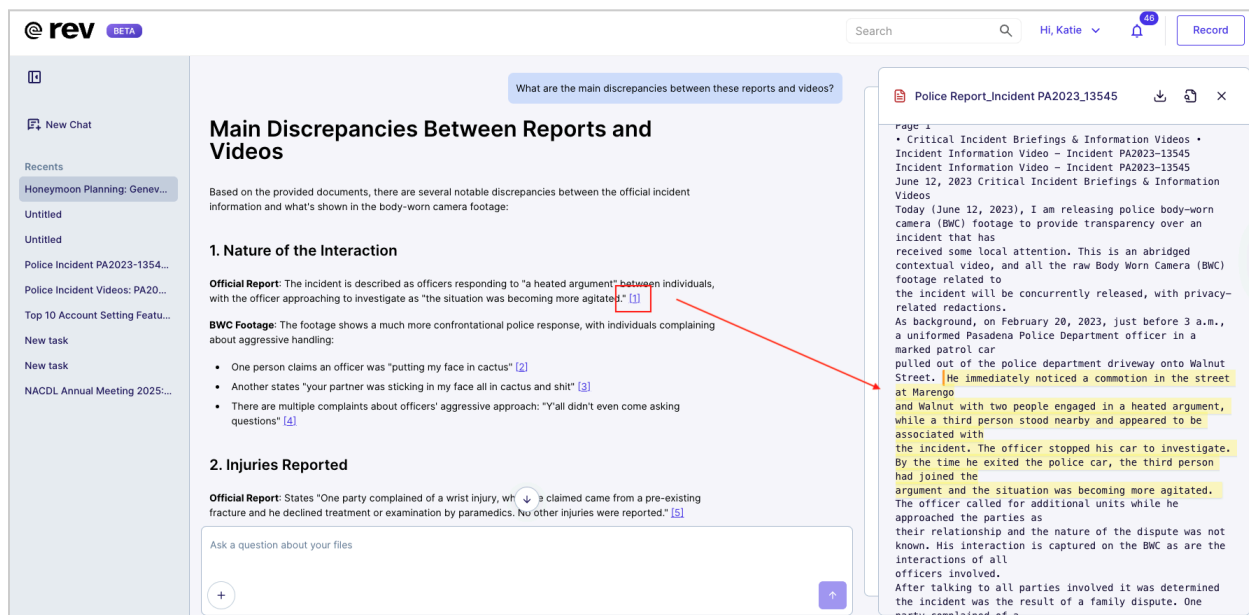 rev BETA
Search
Hi, Katie
46
Record
New Chat
Recents
Honeymoon Planning: Genev...
Untitled
Untitled
Police Incident PA2023-1354...
Police Incident Videos: PA20...
Top 10 Account Setting Featu...
New task
New task
NACDL Annual Meeting 2025:...
What are the main discrepancies between these reports and videos?
Main Discrepancies Between Reports and
Videos
Based on the provided documents, there are several notable discrepancies between the official incident
information and what's shown in the body-worn camera footage:
1. Nature of the Interaction
Official Report: The incident is described as officers responding to "a heated argument" between individuals,
with the officer approaching to investigate as "the situation was becoming more agitated." [1]
BWC Footage: The footage shows a much more confrontational police response, with individuals complaining
about aggressive handling:
• One person claims an officer was "putting my face in cactus" [2]
• Another states "your partner was sticking in my face all in cactus and shit" [3]
• There are multiple complaints about officers' aggressive approach: "Y'all didn't even come asking
questions" [4]
2. Injuries Reported
Official Report: States "One party complained of a wrist injury, claimed came from a pre-existing
fracture and he declined treatment or examination by paramedics. No other injuries were reported." [5]
Ask a question about your files
Police Report_Incident PA2023_13545
Page 1
• Critical Incident Briefings & Information Videos •
Incident Information Video – Incident PA2023-13545
Incident Information Video – Incident PA2023-13545
June 12, 2023 Critical Incident Briefings & Information
Videos
Today (June 12, 2023), I am releasing police body-worn
camera (BWC) footage to provide transparency over an
incident that has
received some local attention. This is an abridged
contextual video, and all the raw Body Worn Camera (BWC)
footage related to
the incident will be concurrently released, with privacy-
related redactions.
As background, on February 20, 2023, just before 3 a.m.,
a uniformed Pasadena Police Department officer in a
marked patrol car
pulled out of the police department driveway onto Walnut
Street. He immediately noticed a commotion in the street
at Marengo
and Walnut with two people engaged in a heated argument,
while a third person stood nearby and appeared to be
associated with
the incident. The officer stopped his car to investigate.
By the time he exited the police car, the third person
had joined the
argument and the situation was becoming more agitated.
The officer called for additional units while he
approached the parties as
their relationship and the nature of the dispute was not
known. His interaction is captured on the BWC as are the
interactions of all
officers involved.
After talking to all parties involved it was determined
the incident was the result of a family dispute. One
party complained of a